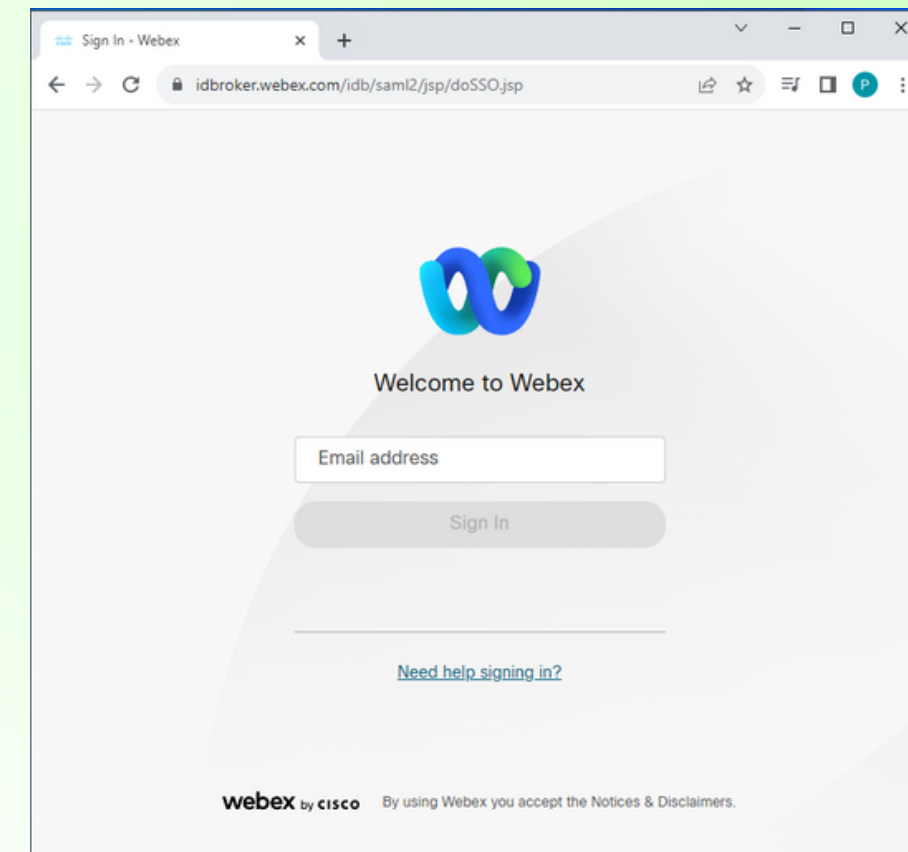 Sign In - Webex
idbroker.webex.com/idb/saml2/jsp/doSSO.jsp
P
Welcome to Webex
Email address
Sign In
Need help signing in?
webex by CISCO By using Webex you accept the Notices & Disclaimers.